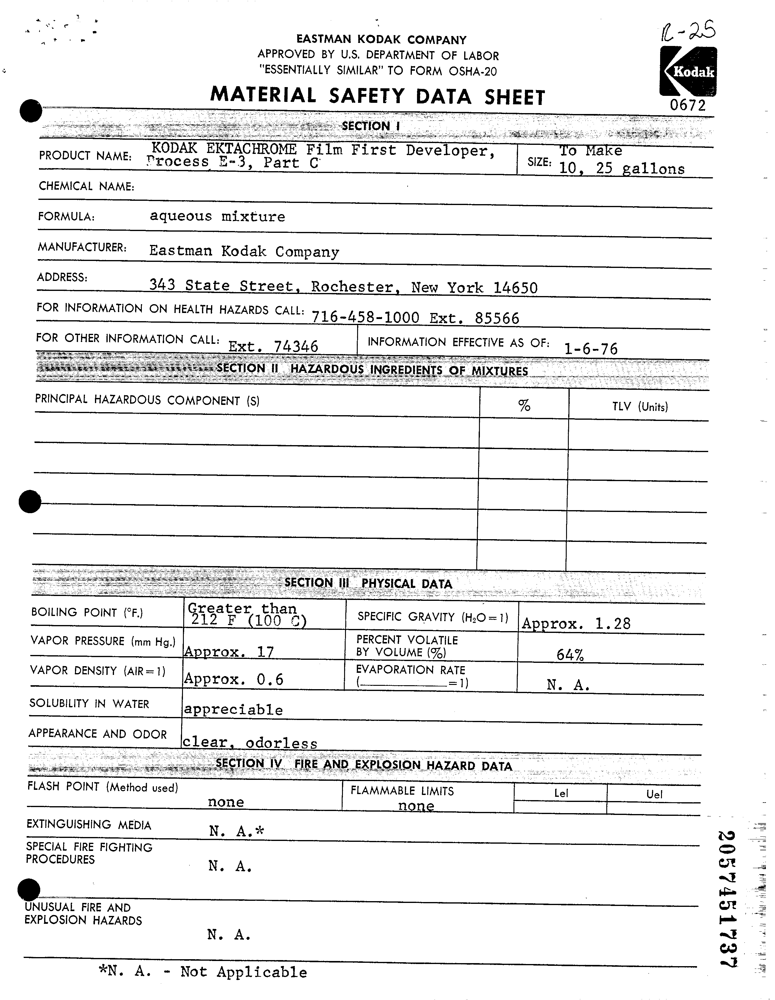 R-25
EASTMAN KODAK COMPANY
APPROVED BY U.S. DEPARTMENT OF LABOR
"ESSENTIALLY SIMILAR" TO FORM OSHA-20
Kodak
MATERIAL SAFETY DATA SHEET
0672
SECTION I
PRODUCT NAME: KODAK EKTACHROME Film First Developer,
Process E-3, Part C
SIZE: To Make
10, 25 gallons
CHEMICAL NAME:
FORMULA: aqueous mixture
MANUFACTURER: Eastman Kodak Company
ADDRESS: 343 State Street, Rochester, New York 14650
FOR INFORMATION ON HEALTH HAZARDS CALL: 716-458-1000 Ext. 85566
FOR OTHER INFORMATION CALL: Ext. 74346 INFORMATION EFFECTIVE AS OF: 1-6-76
SECTION II HAZARDOUS INGREDIENTS OF MIXTURES
PRINCIPAL HAZARDOUS COMPONENT (S) % TLV (Units)
SECTION III PHYSICAL DATA
BOILING POINT (°F.) Greater than
212 F (100 C)
SPECIFIC GRAVITY (H₂O=1) Approx. 1.28
VAPOR PRESSURE (mm Hg.) Approx. 17
PERCENT VOLATILE
BY VOLUME (%) 64%
VAPOR DENSITY (AIR=1) Approx. 0.6
EVAPORATION RATE
(__________=1) N. A.
SOLUBILITY IN WATER appreciable
APPEARANCE AND ODOR clear, odorless
SECTION IV FIRE AND EXPLOSION HAZARD DATA
FLASH POINT (Method used) none
FLAMMABLE LIMITS none
Lel Uel
EXTINGUISHING MEDIA N. A.*
SPECIAL FIRE FIGHTING
PROCEDURES N. A.
UNUSUAL FIRE AND
EXPLOSION HAZARDS N. A.
*N. A. - Not Applicable
2057451737